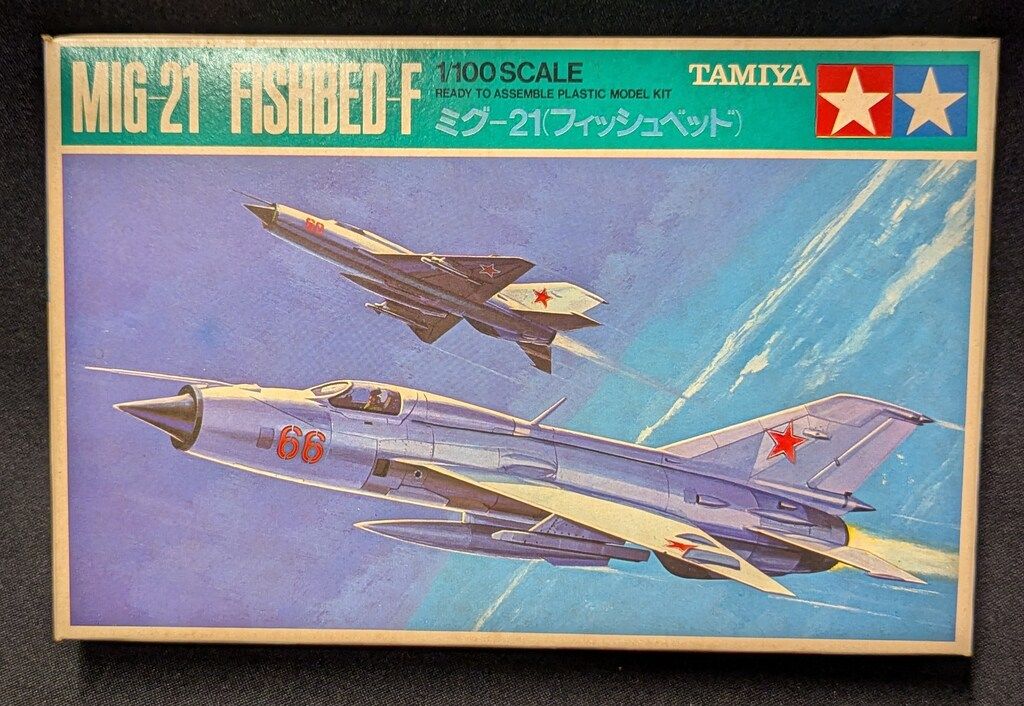 MIG-21 FISHBED-F
1/100 SCALE
READY TO ASSEMBLE PLASTIC MODEL KIT
ミグ-21(フィッシュベッド)
TAMIYA
66